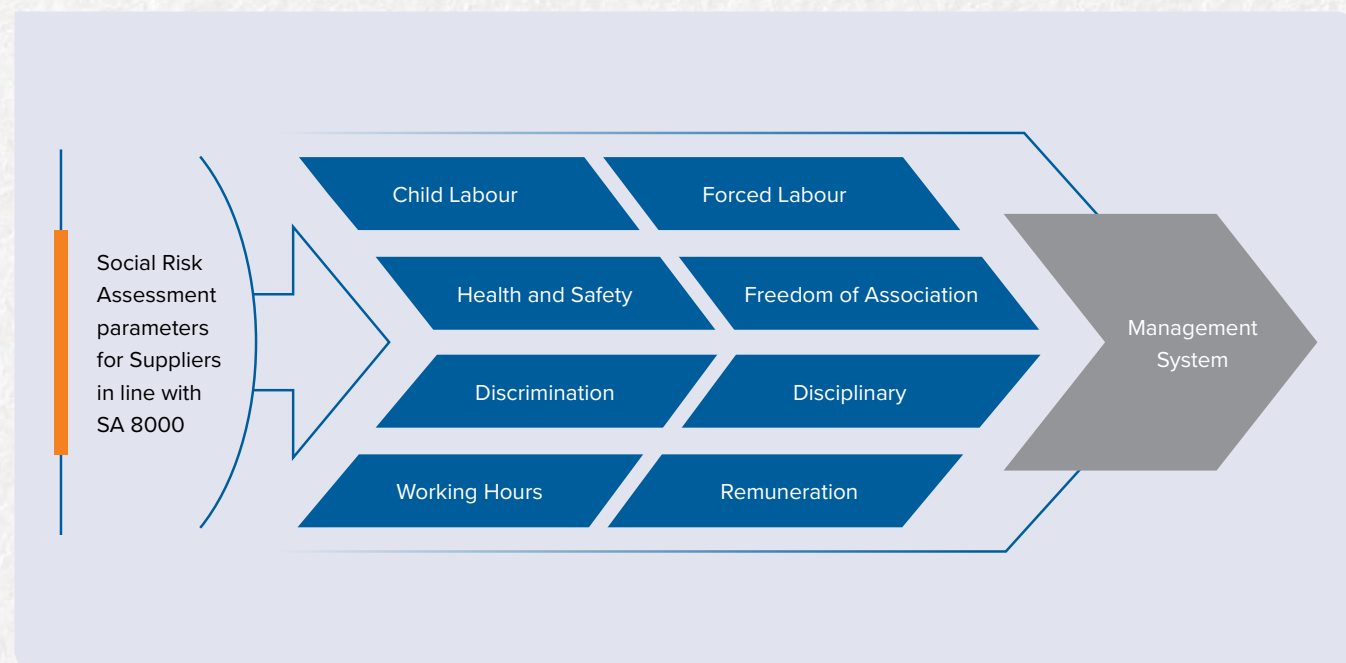 Social Risk
Assessment
parameters
for Suppliers
in line with
SA 8000
Child Labour
Forced Labour
Health and Safety
Freedom of Association
Discrimination
Disciplinary
Working Hours
Remuneration
Management
System